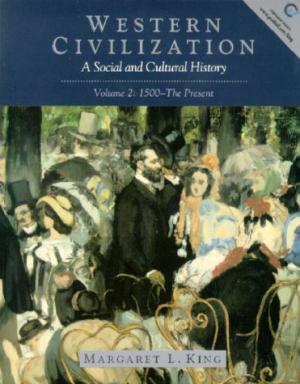 WESTERN
CIVILIZATION
A Social and Cultural History
Volume 2: 1500–The Present
MARGARET L. KING